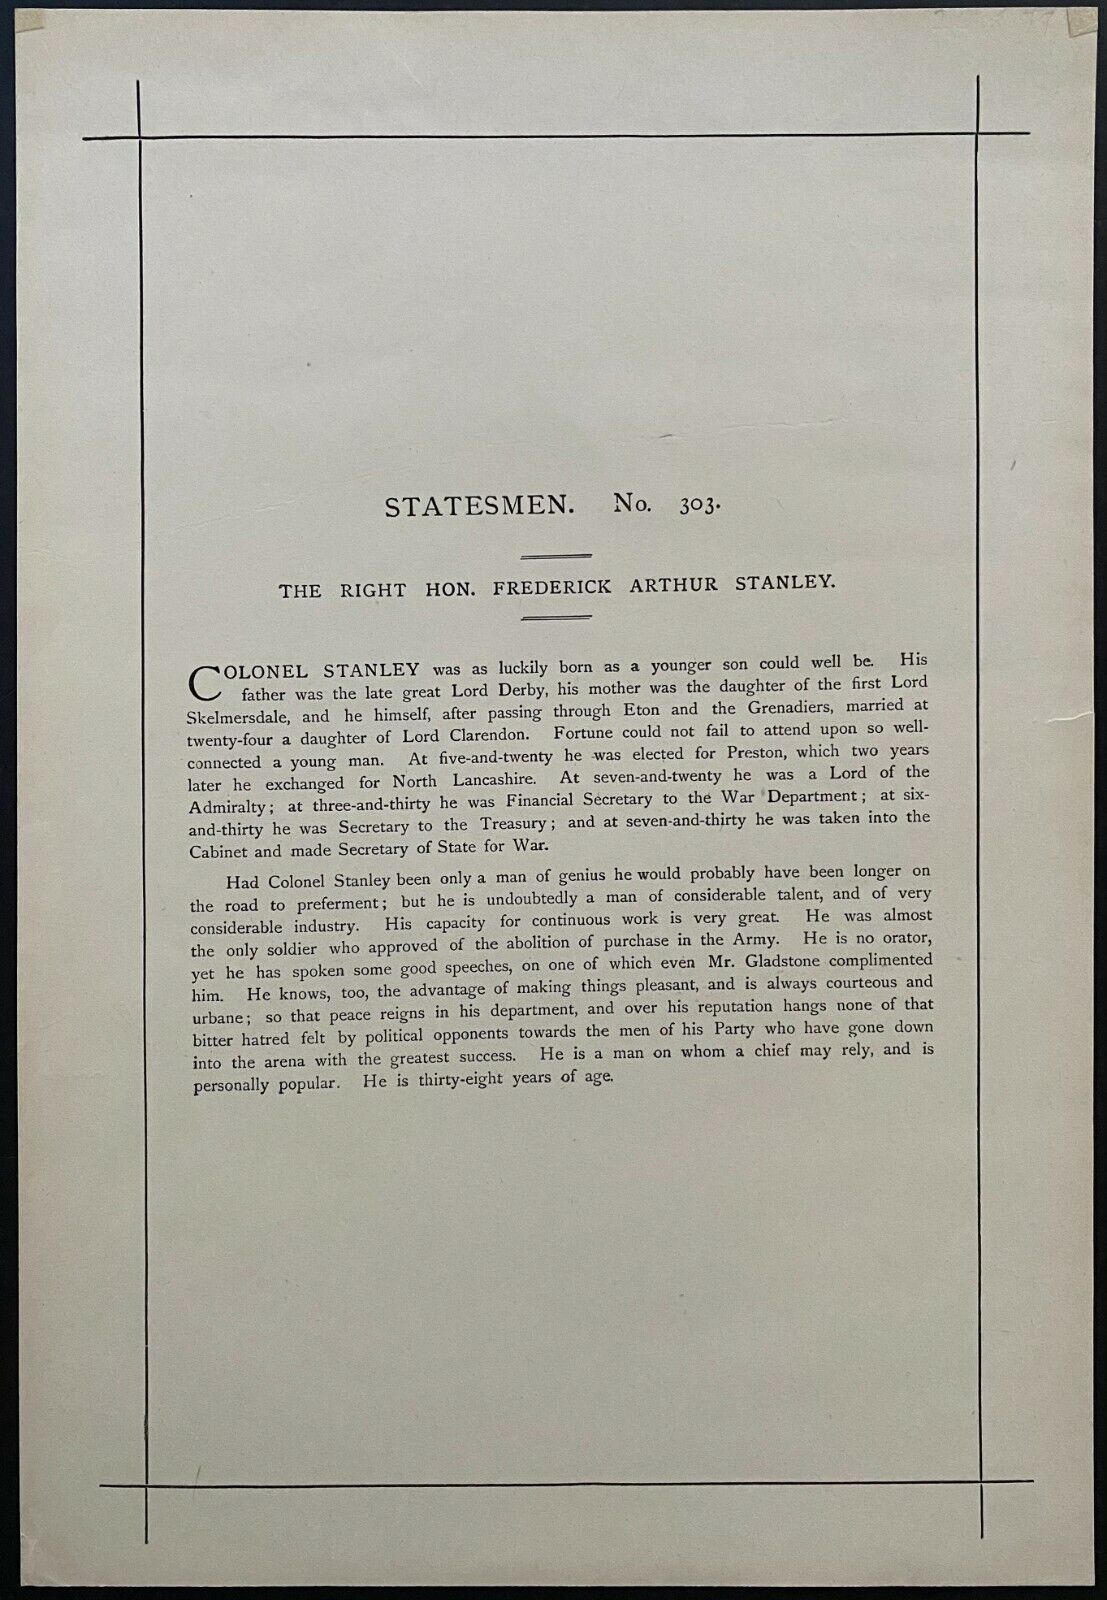 STATESMEN. No. 303.
THE RIGHT HON. FREDERICK ARTHUR STANLEY.
COLONEL STANLEY was as luckily born as a younger son could well be. His
father was the late great Lord Derby, his mother was the daughter of the first Lord
Skelmersdale, and he himself, after passing through Eton and the Grenadiers, married at
twenty-four a daughter of Lord Clarendon. Fortune could not fail to attend upon so well-
connected a young man. At five-and-twenty he was elected for Preston, which two years
later he exchanged for North Lancashire. At seven-and-twenty he was a Lord of the
Admiralty; at three-and-thirty he was Financial Secretary to the War Department; at six-
and-thirty he was Secretary to the Treasury; and at seven-and-thirty he was taken into the
Cabinet and made Secretary of State for War.
Had Colonel Stanley been only a man of genius he would probably have been longer on
the road to preferment; but he is undoubtedly a man of considerable talent, and of very
considerable industry. His capacity for continuous work is very great. He was almost
the only soldier who approved of the abolition of purchase in the Army. He is no orator,
yet he has spoken some good speeches, on one of which even Mr. Gladstone complimented
him. He knows, too, the advantage of making things pleasant, and is always courteous and
urbane; so that peace reigns in his department, and over his reputation hangs none of that
bitter hatred felt by political opponents towards the men of his Party who have gone down
into the arena with the greatest success. He is a man on whom a chief may rely, and is
personally popular. He is thirty-eight years of age.